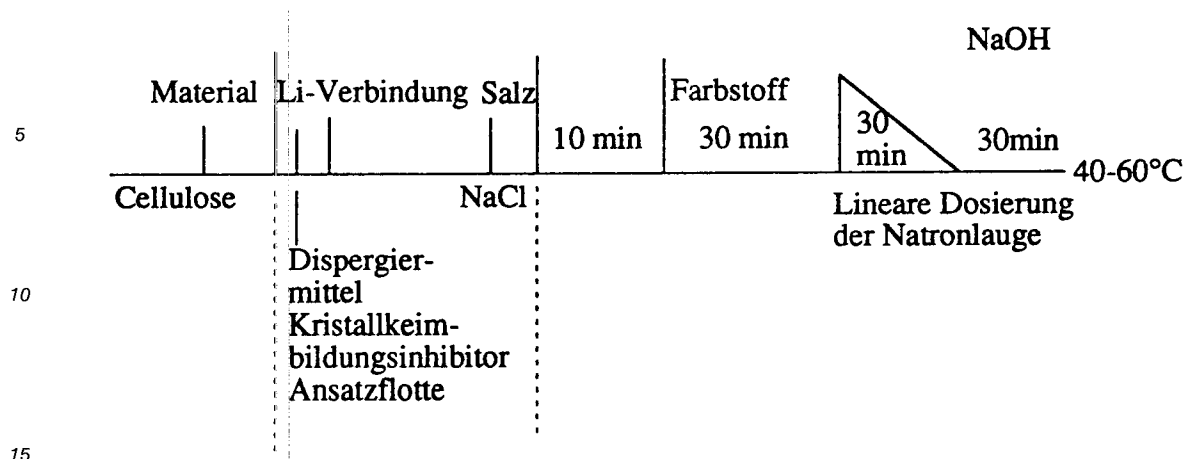 NaOH
Material Li-Verbindung Salz Farbstoff
5
10 min 30 min 30 min 30min
40-60°C
Cellulose NaCl Lineare Dosierung
der Natronlauge
Dispergier-
10
mittel
Kristallkeim-
bildungsinhibitor
Ansatzflotte
15